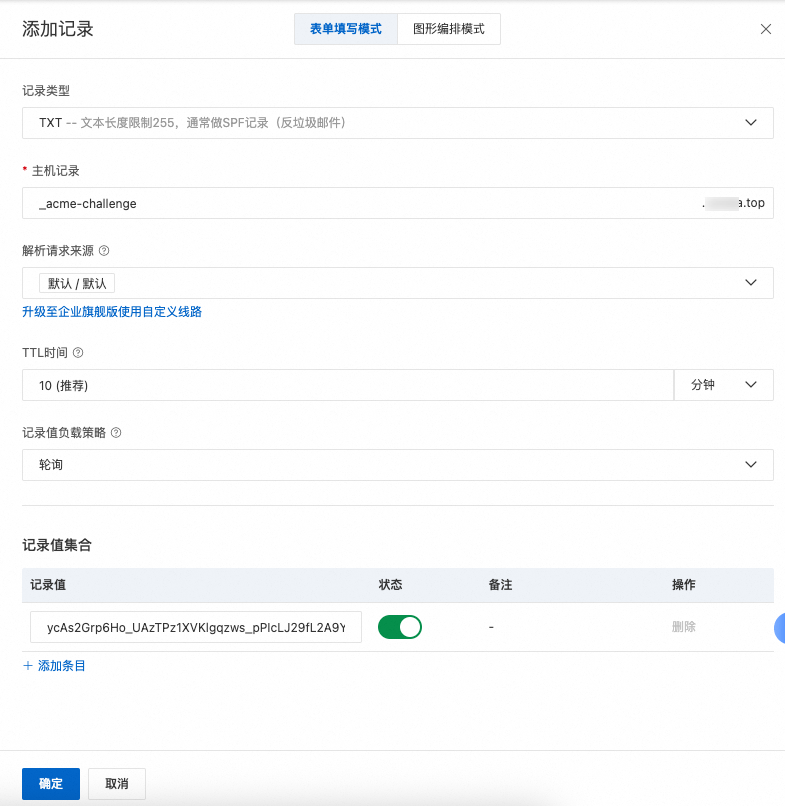 添加记录
表单填写模式 图形编排模式
记录类型
TXT -- 文本长度限制255，通常做SPF记录（反垃圾邮件）
* 主机记录
_acme-challenge a.top
解析请求来源
默认 / 默认
升级至企业旗舰版使用自定义线路
TTL时间
10 (推荐) 分钟
记录值负载策略
轮询
记录值集合
记录值 状态 备注 操作
ycAs2Grp6Ho_UAzTPz1XVKlgqzws_pPlcLJ29fL2A9Y - 删除
+ 添加条目
确定 取消